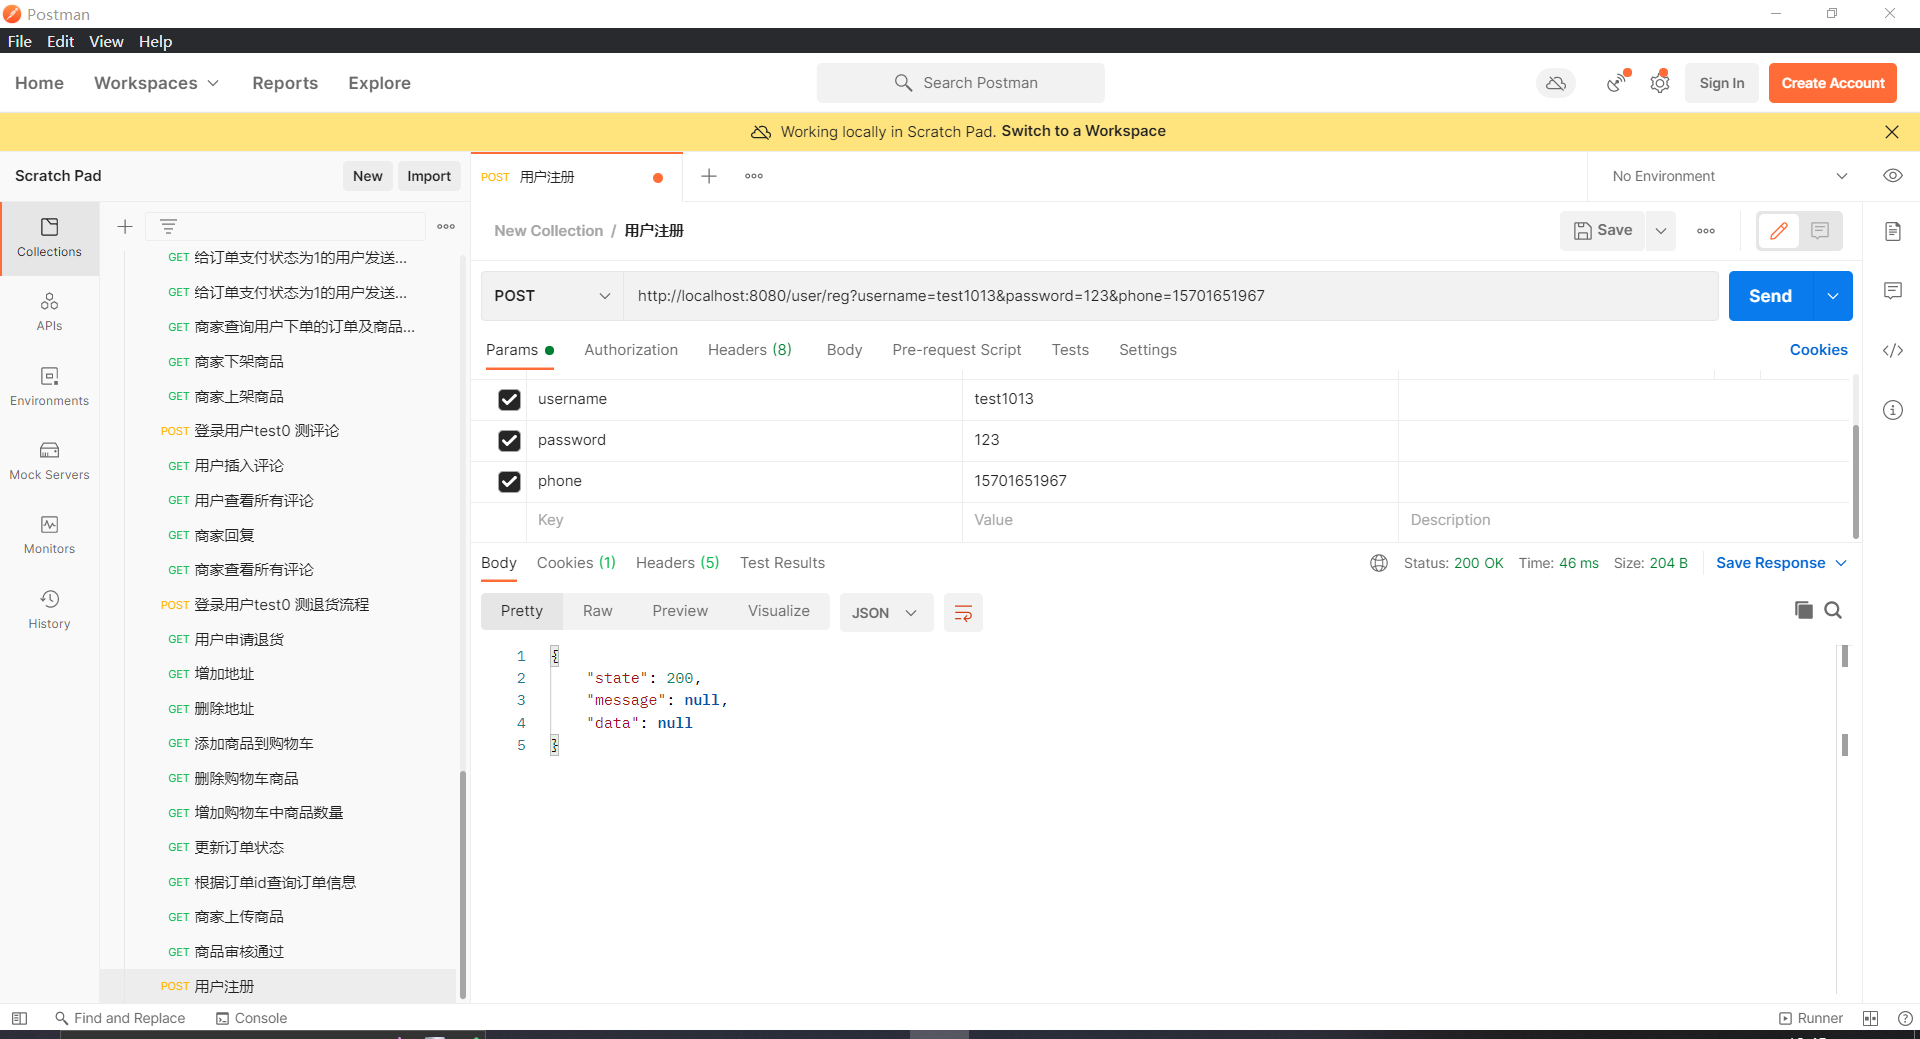 Postman
File Edit View Help
Home Workspaces Reports Explore Search Postman Sign In Create Account
Working locally in Scratch Pad. Switch to a Workspace
Scratch Pad New Import POST 用户注册 No Environment
Collections
APIs
Environments
Mock Servers
Monitors
History
GET 给订单支付状态为1的用户发送...
GET 给订单支付状态为1的用户发送...
GET 商家查询用户下单的订单及商品...
GET 商家下架商品
GET 商家上架商品
POST 登录用户test0 测评论
GET 用户插入评论
GET 用户查看所有评论
GET 商家回复
GET 商家查看所有评论
POST 登录用户test0 测退货流程
GET 用户申请退货
GET 增加地址
GET 删除地址
GET 添加商品到购物车
GET 删除购物车商品
GET 增加购物车中商品数量
GET 更新订单状态
GET 根据订单id查询订单信息
GET 商家上传商品
GET 商品审核通过
POST 用户注册
New Collection / 用户注册 Save
POST http://localhost:8080/user/reg?username=test1013&password=123&phone=15701651967 Send
Params Authorization Headers (8) Body Pre-request Script Tests Settings Cookies
username test1013
password 123
phone 15701651967
Key Value Description
Body Cookies (1) Headers (5) Test Results Status: 200 OK Time: 46 ms Size: 204 B Save Response
Pretty Raw Preview Visualize JSON
1 {
2 "state": 200,
3 "message": null,
4 "data": null
5 }
Find and Replace Console Runner